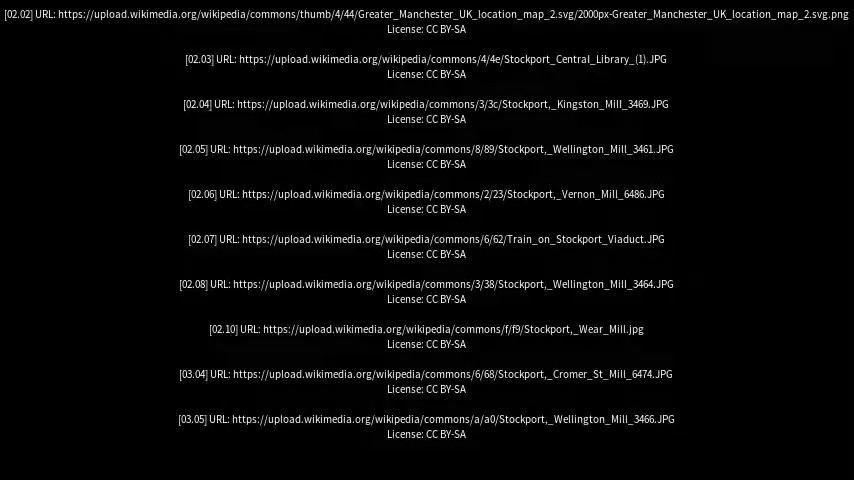 [02.02] URL: https://upload.wikimedia.org/wikipedia/commons/thumb/4/44/Greater_Manchester_UK_location_map_2.svg/2000px-Greater_Manchester_UK_location_map_2.svg.png
License: CC BY-SA
[02.03] URL: https://upload.wikimedia.org/wikipedia/commons/4/4e/Stockport_Central_Library_(1).JPG
License: CC BY-SA
[02.04] URL: https://upload.wikimedia.org/wikipedia/commons/3/3c/Stockport,_Kingston_Mill_3469.JPG
License: CC BY-SA
[02.05] URL: https://upload.wikimedia.org/wikipedia/commons/8/89/Stockport,_Wellington_Mill_3461.JPG
License: CC BY-SA
[02.06] URL: https://upload.wikimedia.org/wikipedia/commons/2/23/Stockport,_Vernon_Mill_6486.JPG
License: CC BY-SA
[02.07] URL: https://upload.wikimedia.org/wikipedia/commons/6/62/Train_on_Stockport_Viaduct.JPG
License: CC BY-SA
[02.08] URL: https://upload.wikimedia.org/wikipedia/commons/3/38/Stockport,_Wellington_Mill_3464.JPG
License: CC BY-SA
[02.10] URL: https://upload.wikimedia.org/wikipedia/commons/f/f9/Stockport,_Wear_Mill.jpg
License: CC BY-SA
[03.04] URL: https://upload.wikimedia.org/wikipedia/commons/6/68/Stockport,_Cromer_St_Mill_6474.JPG
License: CC BY-SA
[03.05] URL: https://upload.wikimedia.org/wikipedia/commons/a/a0/Stockport,_Wellington_Mill_3466.JPG
License: CC BY-SA